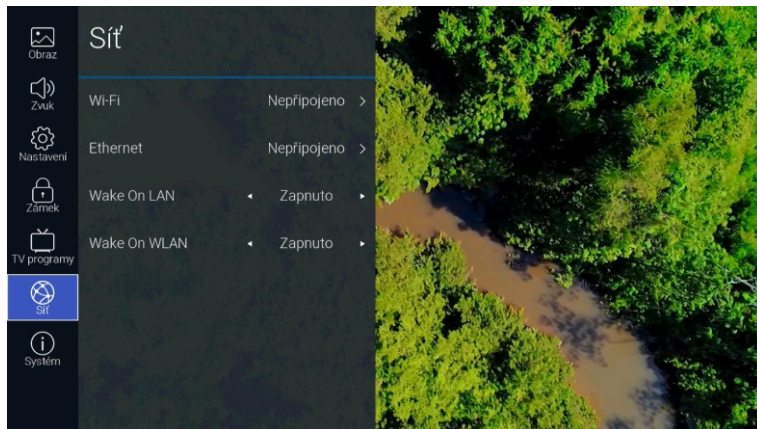 Obraz
Zvuk
Nastavení
Zámek
TV programy
Síť
Systém
Síť
Wi-Fi Nepřipojeno >
Ethernet Nepřipojeno >
Wake On LAN ◂ Zapnuto ▸
Wake On WLAN ◂ Zapnuto ▸